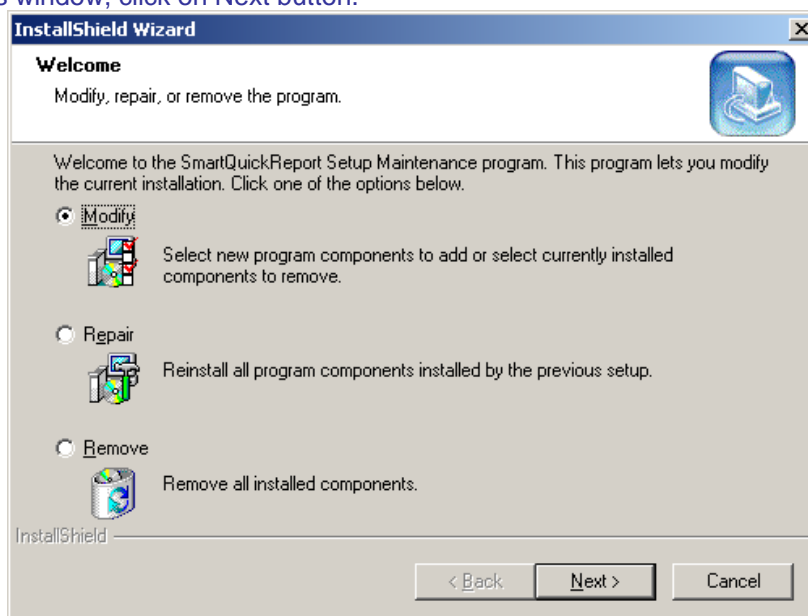 s window, click on Next button.
InstallShield Wizard
Welcome
Modify, repair, or remove the program.
Welcome to the SmartQuickReport Setup Maintenance program. This program lets you modify
the current installation. Click one of the options below.
Modify
Select new program components to add or select currently installed
components to remove.
Repair
Reinstall all program components installed by the previous setup.
Remove
Remove all installed components.
InstallShield
< Back
Next >
Cancel